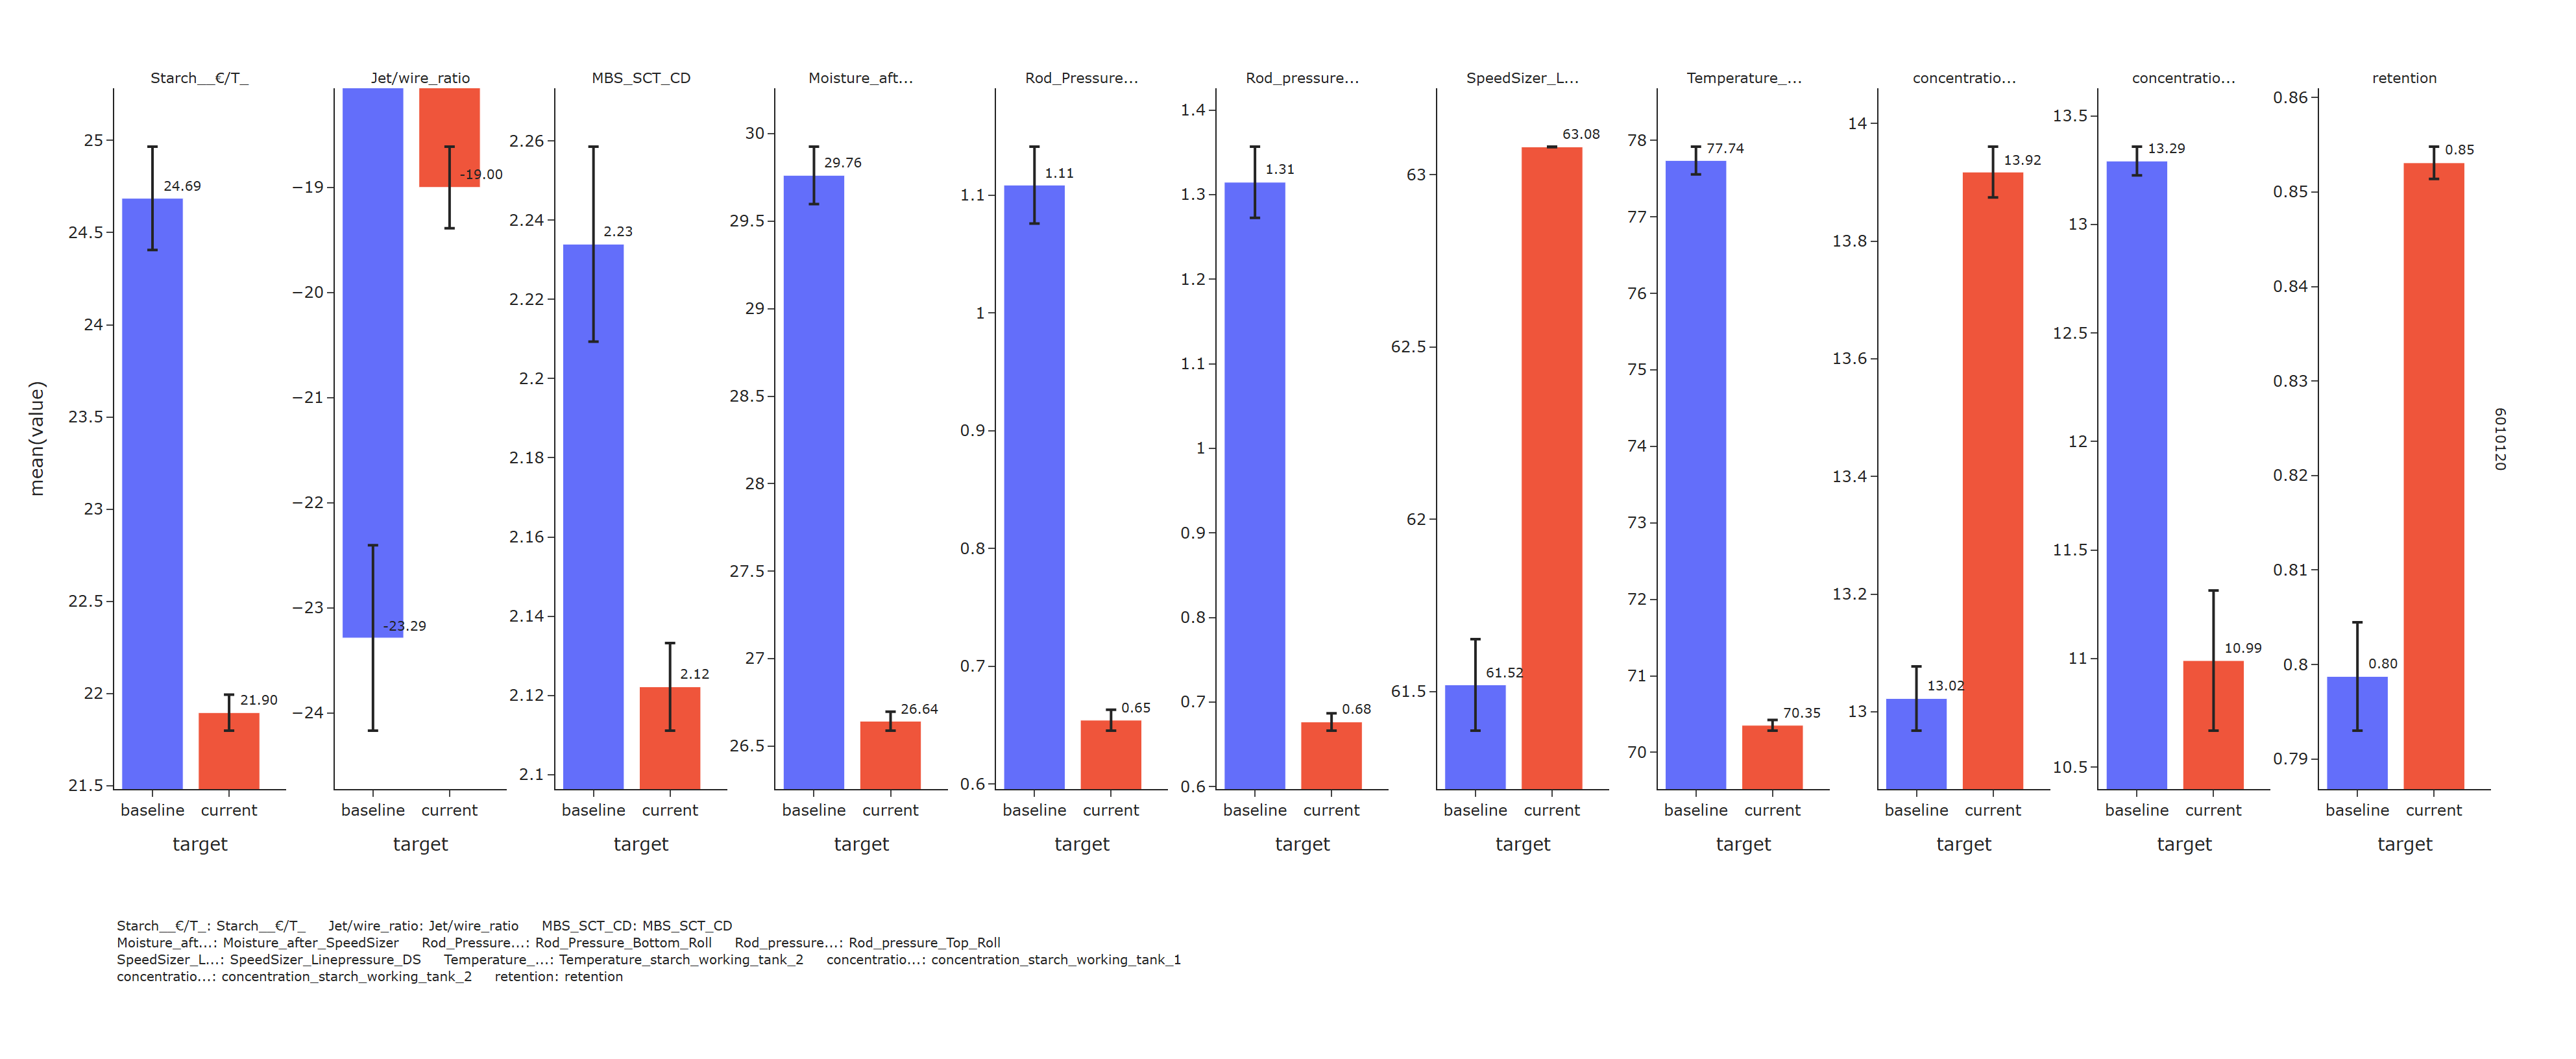 Starch__€/T_
Jet/wire_ratio
MBS_SCT_CD
Moisture_aft...
Rod_Pressure...
Rod_pressure...
SpeedSizer_L...
Temperature_...
concentratio...
concentratio...
retention
mean(value)
25
24.5
24
23.5
23
22.5
22
21.5
24.69
21.90
baseline
current
target
−19
−20
−21
−22
−23
−24
-23.29
-19.00
baseline
current
target
2.26
2.24
2.22
2.2
2.18
2.16
2.14
2.12
2.1
2.23
2.12
baseline
current
target
30
29.5
29
28.5
28
27.5
27
26.5
29.76
26.64
baseline
current
target
1.1
1
0.9
0.8
0.7
0.6
1.11
0.65
baseline
current
target
1.4
1.3
1.2
1.1
1
0.9
0.8
0.7
0.6
1.31
0.68
baseline
current
target
63
62.5
62
61.5
61.52
63.08
baseline
current
target
78
77
76
75
74
73
72
71
70
77.74
70.35
baseline
current
target
14
13.8
13.6
13.4
13.2
13
13.02
13.92
baseline
current
target
13.5
13
12.5
12
11.5
11
10.5
13.29
10.99
baseline
current
target
0.86
0.85
0.84
0.83
0.82
0.81
0.8
0.79
0.80
0.85
baseline
current
target
6010120
Starch__€/T_: Starch__€/T_ Jet/wire_ratio: Jet/wire_ratio MBS_SCT_CD: MBS_SCT_CD
Moisture_aft...: Moisture_after_SpeedSizer Rod_Pressure...: Rod_Pressure_Bottom_Roll Rod_pressure...: Rod_pressure_Top_Roll
SpeedSizer_L...: SpeedSizer_Linepressure_DS Temperature_...: Temperature_starch_working_tank_2 concentratio...: concentration_starch_working_tank_1
concentratio...: concentration_starch_working_tank_2 retention: retention